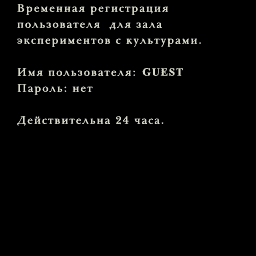 Временная регистрация
пользователя для зала
экспериментов с культурами.
Имя пользователя: GUEST
Пароль: нет
Действительна 24 часа.